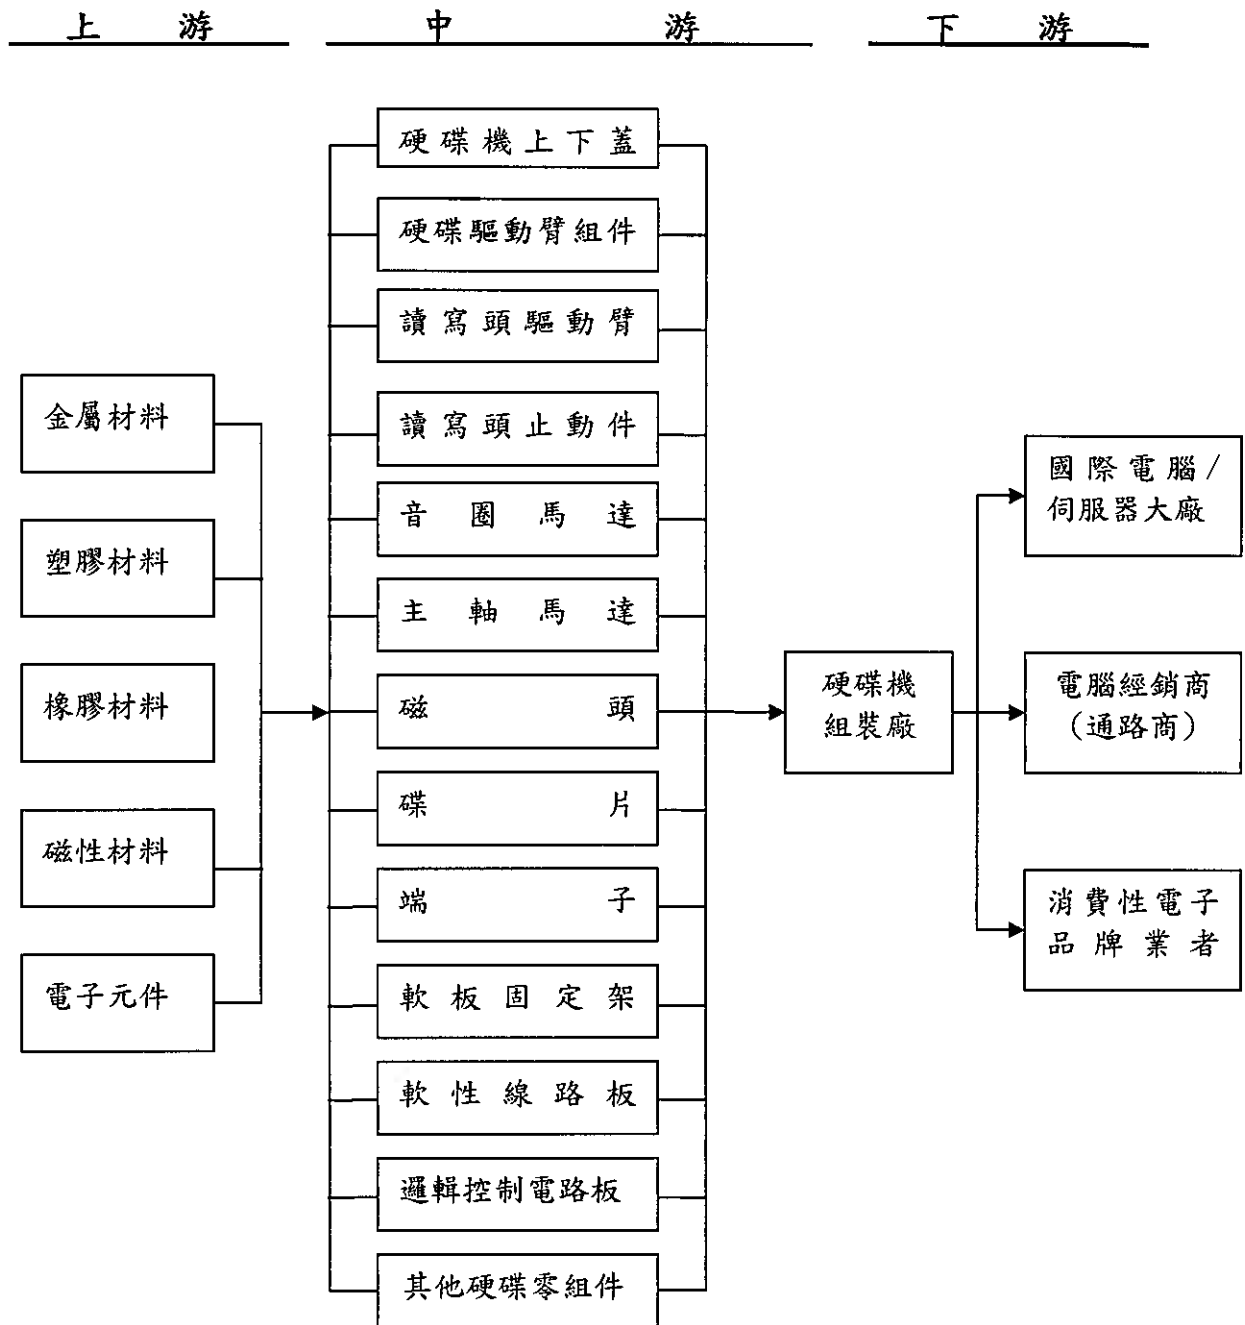 上游
中游
下游
金屬材料
塑膠材料
橡膠材料
磁性材料
電子元件
硬碟機上下蓋
硬碟驅動臂組件
讀寫頭驅動臂
讀寫頭止動件
音圈馬達
主軸馬達
磁頭
碟片
端子
軟板固定架
軟性線路板
邏輯控制電路板
其他硬碟零組件
硬碟機
組裝廠
國際電腦/
伺服器大廠
電腦經銷商
(通路商)
消費性電子
品牌業者